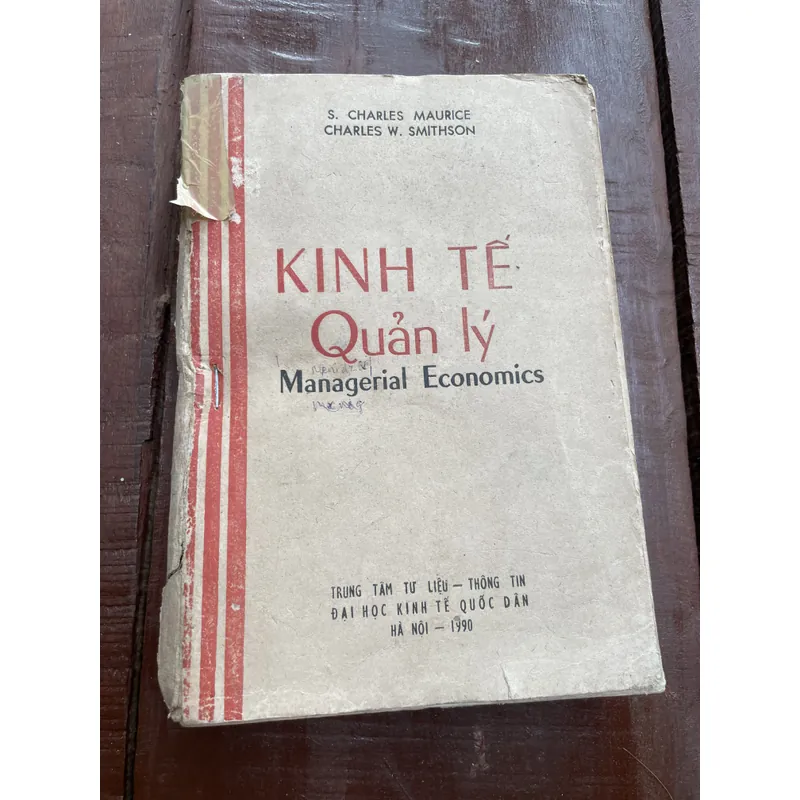 S. CHARLES MAURICE
CHARLES W. SMITHSON
KINH TẾ
Quản lý
Managerial Economics
TRUNG TÂM TƯ LIỆU – THÔNG TIN
ĐẠI HỌC KINH TẾ QUỐC DÂN
HÀ NỘI – 1990